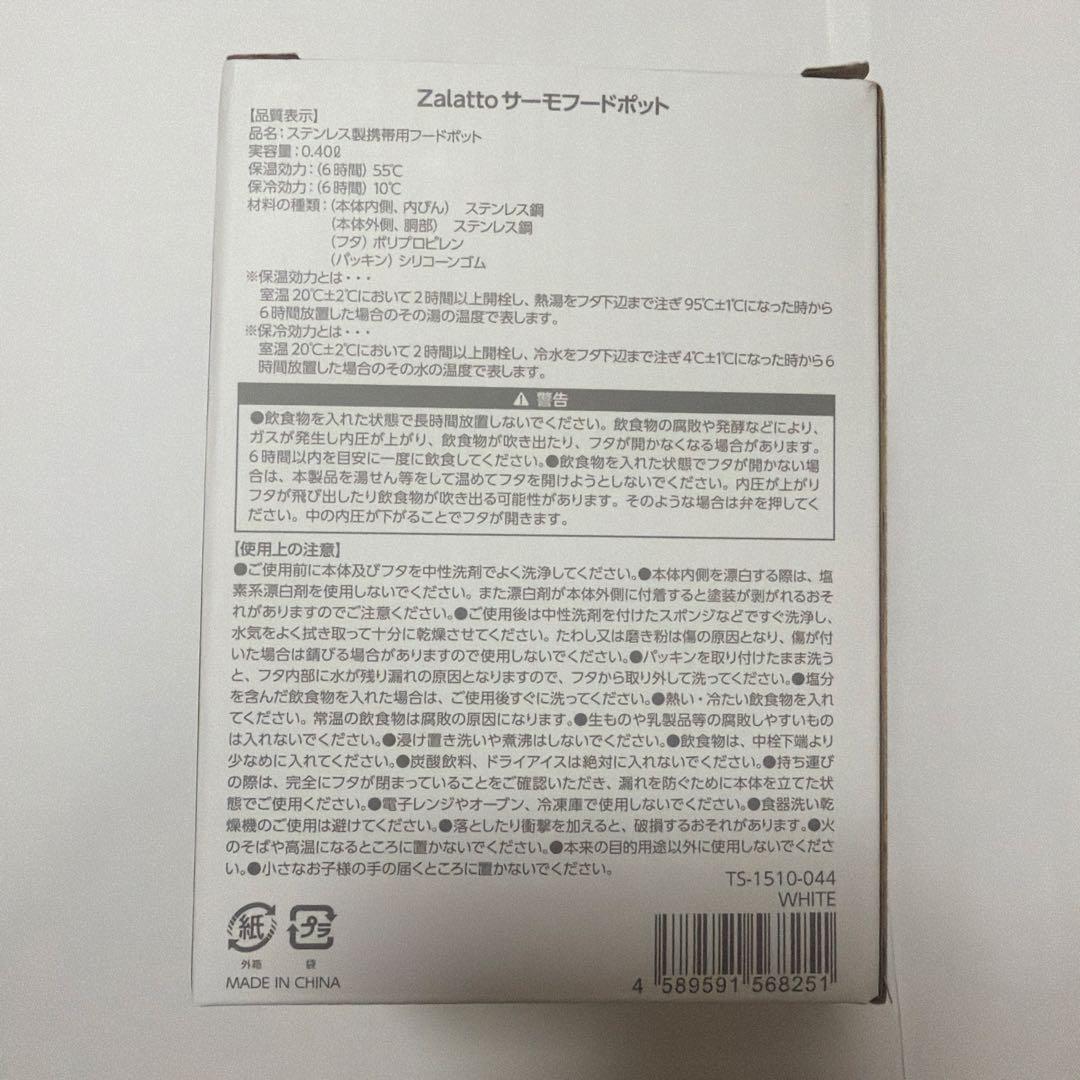 Zalattoサーモフードポット
【品質表示】
品名：ステンレス製携帯用フードポット
実容量：0.40ℓ
保温効力：(6時間) 55℃
保冷効力：(6時間) 10℃
材料の種類：(本体内側、内びん) ステンレス鋼
(本体外側、胴部) ステンレス鋼
(フタ) ポリプロピレン
(パッキン) シリコーンゴム
※保温効力とは・・・
室温20℃±2℃において2時間以上開栓し、熱湯をフタ下辺まで注ぎ95℃±1℃になった時から
6時間放置した場合のその湯の温度で表します。
※保冷効力とは・・・
室温20℃±2℃において2時間以上開栓し、冷水をフタ下辺まで注ぎ4℃±1℃になった時から6
時間放置した場合のその水の温度で表します。
⚠ 警告
●飲食物を入れた状態で長時間放置しないでください。飲食物の腐敗や発酵などにより、
ガスが発生し内圧が上がり、飲食物が吹き出たり、フタが開かなくなる場合があります。
6時間以内を目安に一度に飲食してください。●飲食物を入れた状態でフタが開かない場
合は、本製品を湯せん等をして温めてフタを開けようとしないでください。内圧が上がり
フタが飛び出したり飲食物が吹き出る可能性があります。そのような場合は弁を押してく
ださい。中の内圧が下がることでフタが開きます。
【使用上の注意】
●ご使用前に本体及びフタを中性洗剤でよく洗浄してください。●本体内側を漂白する際は、塩
素系漂白剤を使用しないでください。また漂白剤が本体外側に付着すると塗装が剥がれるおそ
れがありますのでご注意ください。●ご使用後は中性洗剤を付けたスポンジなどですぐ洗浄し、
水気をよく拭き取って十分に乾燥させてください。たわし又は磨き粉は傷の原因となり、傷が付
いた場合は錆びる場合がありますので使用しないでください。●パッキンを取り付けたまま洗う
と、フタ内部に水が残り漏れの原因となりますので、フタから取り外して洗ってください。●塩分
を含んだ飲食物を入れた場合は、ご使用後すぐに洗ってください。●熱い・冷たい飲食物を入れ
てください。常温の飲食物は腐敗の原因になります。●生ものや乳製品等の腐敗しやすいもの
は入れないでください。●浸け置き洗いや煮沸はしないでください。●飲食物は、中栓下端より
少なめに入れてください。●炭酸飲料、ドライアイスは絶対に入れないでください。●持ち運び
の際は、完全にフタが閉まっていることをご確認いただき、漏れを防ぐために本体を立てた状
態でご使用ください。●電子レンジやオーブン、冷凍庫で使用しないでください。●食器洗い乾
燥機のご使用は避けてください。●落としたり衝撃を加えると、破損するおそれがあります。●火
のそばや高温になるところに置かないでください。●本来の目的用途以外に使用しないでくださ
い。●小さなお子様の手の届くところに置かないでください。
TS-1510-044
WHITE
紙 プラ
外箱 袋
MADE IN CHINA
4 589591 568251